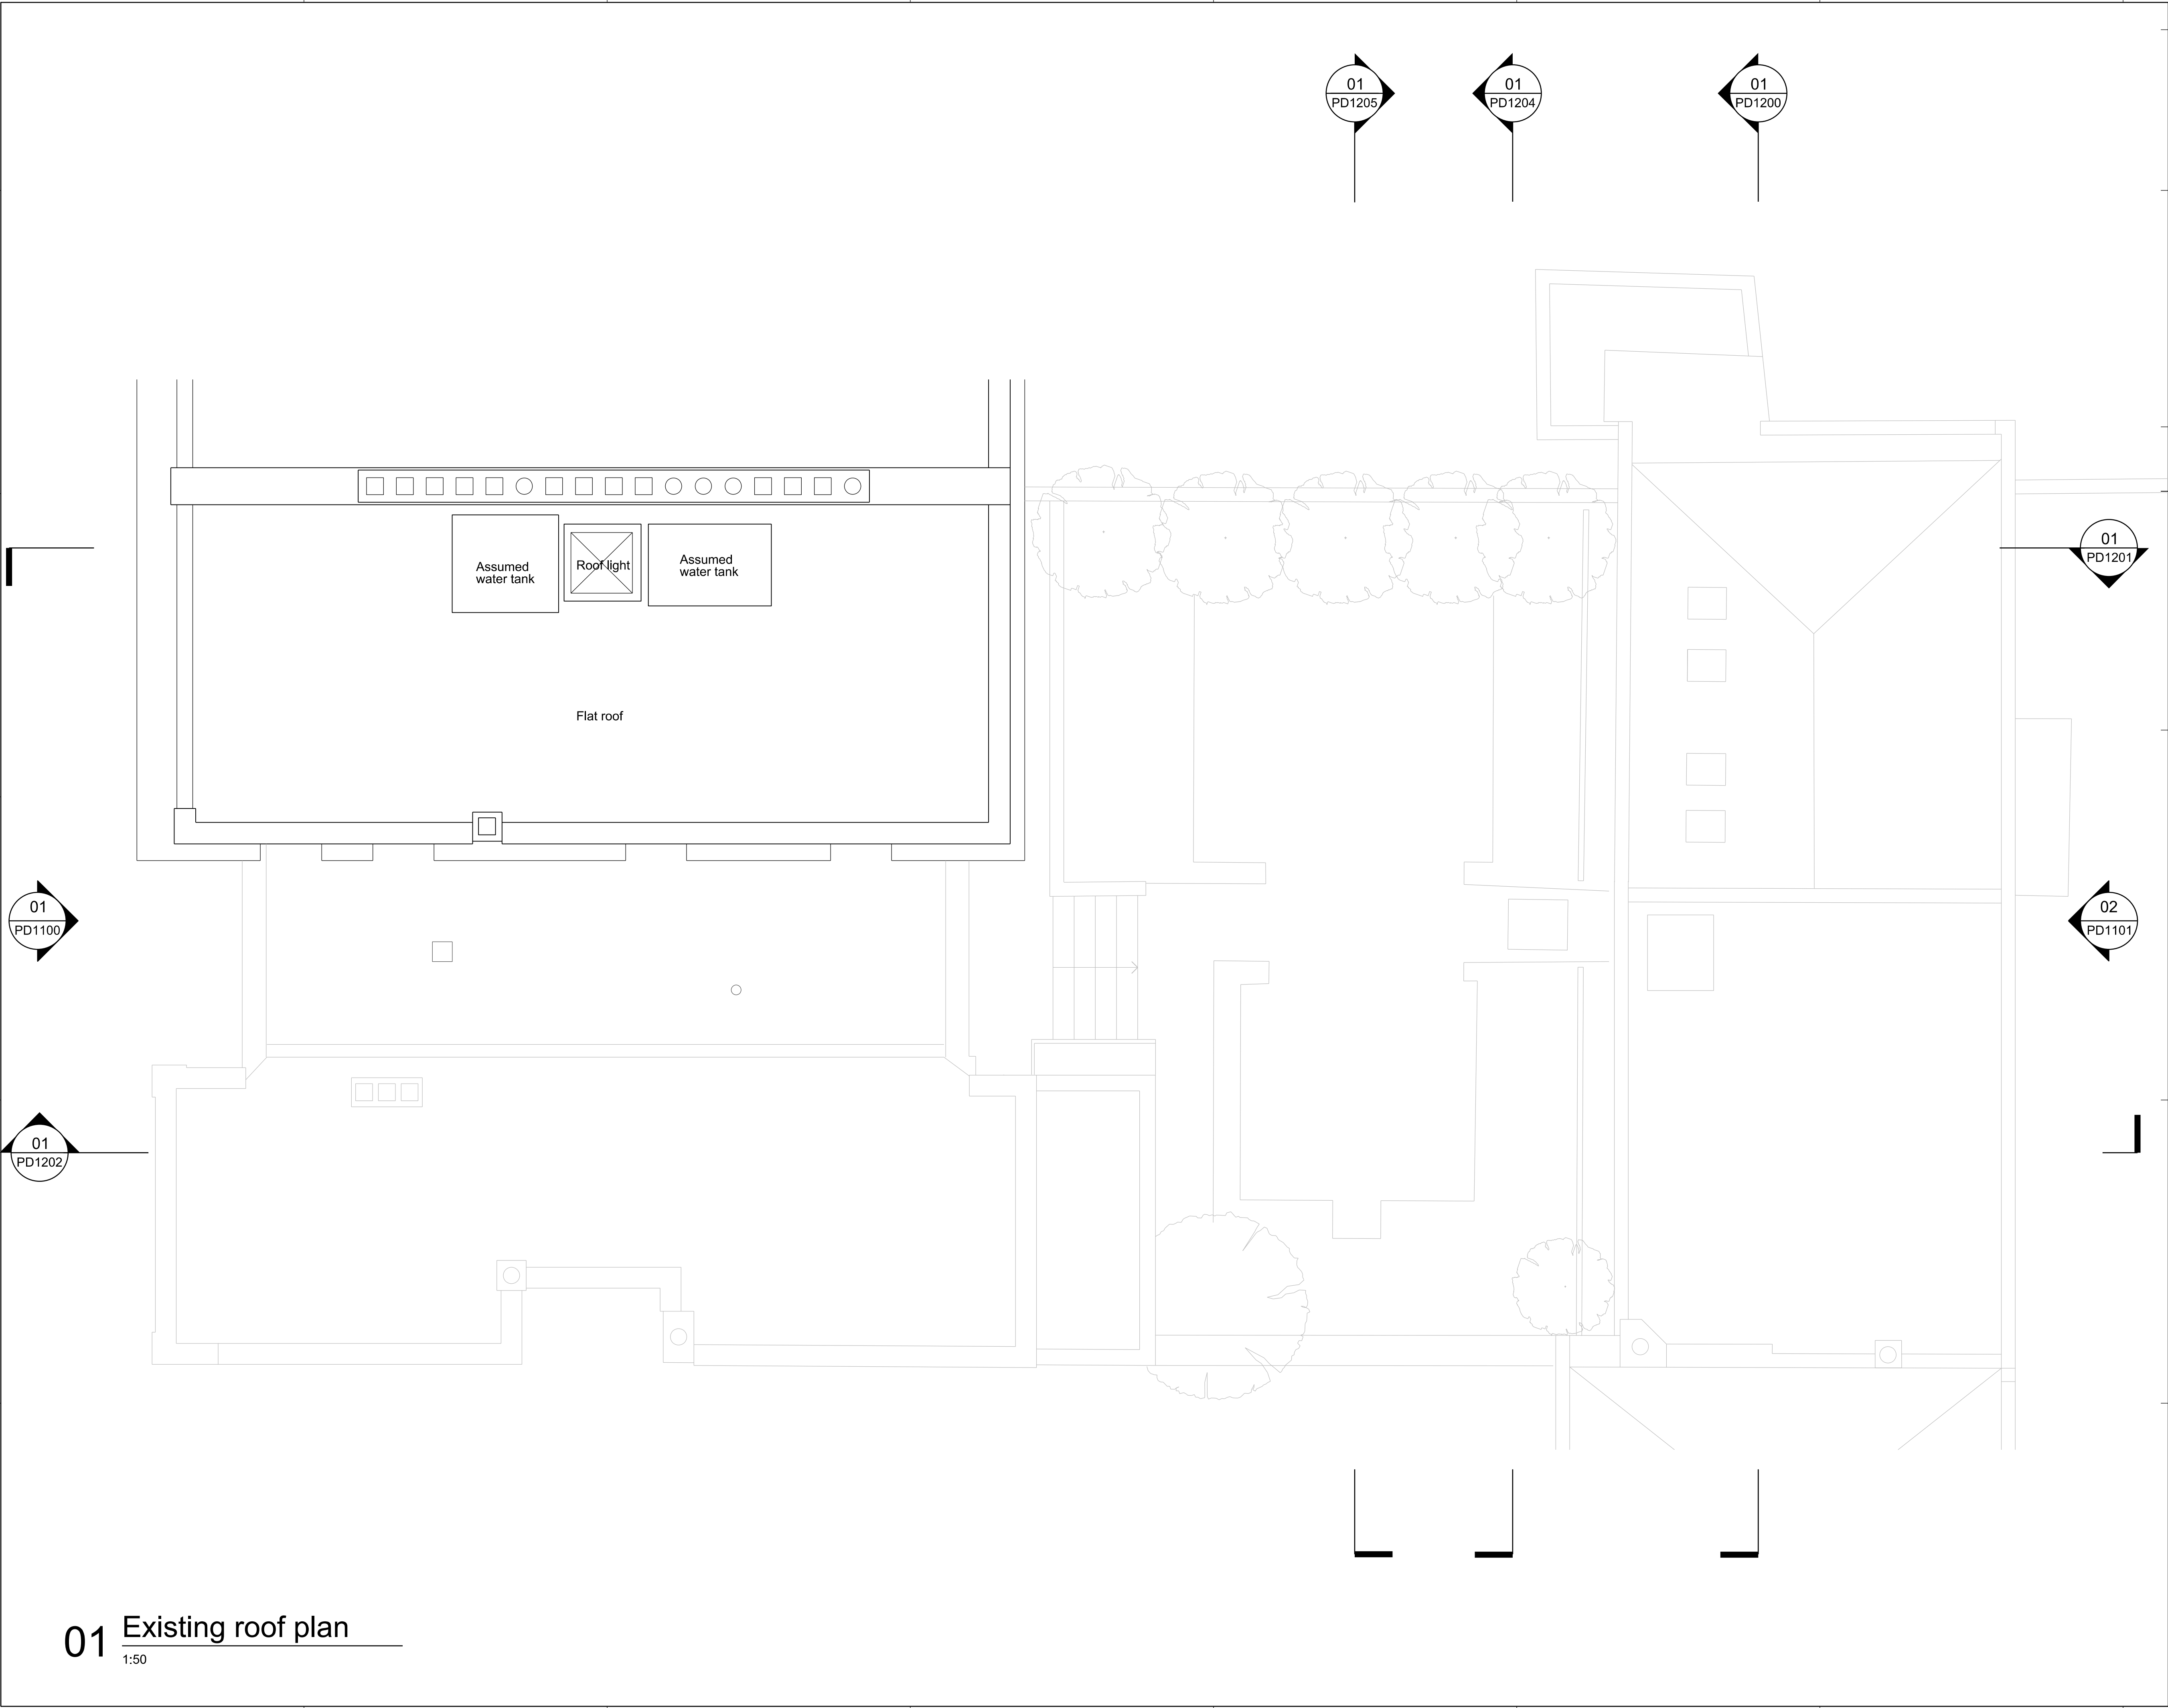 01
PD1205
01
PD1204
01
PD1200
01
PD1201
Assumed
water tank
Roof light
Assumed
water tank
Flat roof
01
PD1100
02
PD1101
01
PD1202
01
Existing roof plan
1:50